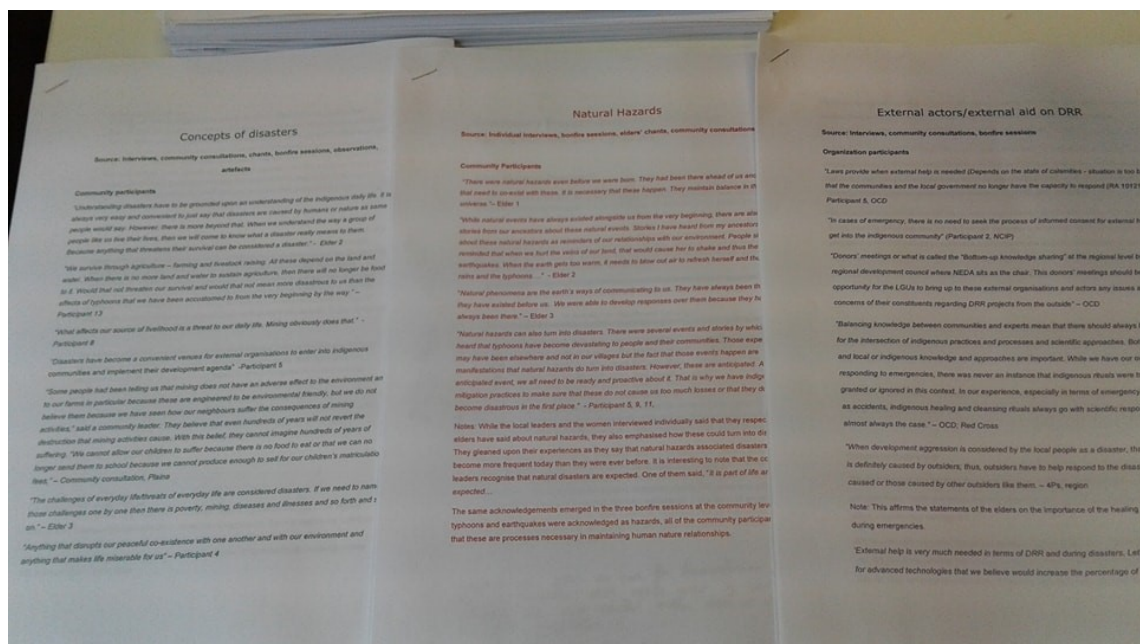 Concepts of disasters
Source: Interviews, community consultations, chants, bonfire sessions, observations,
artefacts
Community participants
"Understanding disasters have to be grounded upon an understanding of the indigenous daily life. It is
always very easy and convenient to just say that disasters are caused by humans or nature as some
people would say. However, there is more beyond that. When we understand the way a group of
people like us live their lives, then we will come to know what a disaster really means to them.
Because anything that threatens their survival can be considered a disaster." - Elder 2
"We survive through agriculture – farming and livestock raising. All these depend on the land and
water. When there is no more land and water to sustain agriculture, then there will no longer be food
to it. Would that not threaten our survival and would that not mean more disastrous to us than the
effects of typhoons that we have been accustomed to from the very beginning by the way." –
Participant 13
"What affects our source of livelihood is a threat to our daily life. Mining obviously does that." -
Participant 8
"Disasters have become a convenient venues for external organisations to enter into indigenous
communities and implement their development agenda" -Participant 5
"Some people had been telling us that mining does not have an adverse effect to the environment an
to our farms in particular because these are engineered to be environmental friendly, but we do not
believe them because we have seen how our neighbours suffer the consequences of mining
activities," said a community leader. They believe that even hundreds of years will not revert the
destruction that mining activities cause. With this belief, they cannot imagine hundreds of years of
suffering. "We cannot allow our children to suffer because there is no food to eat or that we can no
longer send them to school because we cannot produce enough to sell for our children's matriculatio
fees," – Community consultation, Plaine
"The challenges of everyday life/threats of everyday life are considered disasters. If we need to nam
those challenges one by one then there is poverty, mining, diseases and illnesses and so forth and s
on." – Elder 3
"Anything that disrupts our peaceful co-existence with one another and with our environment and
anything that makes life miserable for us" – Participant 4
Natural Hazards
Source: Individual interviews, bonfire sessions, elders' chants, community consultations
Community Participants
"There were natural hazards even before we were born. They had been there ahead of us an
that need to co-exist with these. It is necessary that these happen. They maintain balance in th
universe "– Elder 1
"While natural events have always existed alongside us from the very beginning, there are als
stories from our ancestors about these natural events. Stories I have heard from my ancestors
about these natural hazards as reminders of our relationships with our environment. People
reminded that when we hurt the veins of our land, that would cause her to shake and thus the
earthquakes. When the earth gets too warm, it needs to blow out air to refresh herself and thu
rains and the typhoons ..." - Elder 2
"Natural phenomena are the earth's ways of communicating to us. They have always been th
they have existed before us. We were able to develop responses over them because they h
always been there " – Elder 3
"Natural hazards can also turn into disasters. There were several events and stories by whic
heard that typhoons have become devastating to people and their communities. Those expe
may have been elsewhere and not in our villages but the fact that those events happen are
manifestations that natural hazards do turn into disasters. However, these are anticipated. A
anticipated event, we all need to be ready and proactive about it. That is why we have indig
mitigation practices to make sure that these do not cause us too much losses or that they do
become disastrous in the first place " - Participant 5, 9, 11,
Notes: While the local leaders and the women interviewed individually said that they respec
elders have said about natural hazards, they also emphasised how these could turn into dis
They gleaned upon their experiences as they say that natural hazards associated disasters
become more frequent today than they were ever before. It is interesting to note that the co
leaders recognise that natural disasters are expected. One of them said, "it is part of life an
expected...
The same acknowledgements emerged in the three bonfire sessions at the community lev
typhoons and earthquakes were acknowledged as hazards, all of the community participa
that these are processes necessary in maintaining human nature relationships.
External actors/external aid on DRR
Source: Interviews, community consultations, bonfire sessions
Organization participants
"Laws provide when external help is needed (Depends on the state of calamities – situation is too
that the communities and the local government no longer have the capacity to respond (RA 10121
Participant 5, OCD
"In cases of emergency, there is no need to seek the process of informed consent for external
get into the indigenous community" (Participant 2, NCIP)
"Donors' meetings or what is called the "Bottom-up knowledge sharing" at the regional level
regional development council where NEDA sits as the chair. This donors' meetings should
opportunity for the LGUs to bring up to these external organisations and actors any issues
concerns of their constituents regarding DRR projects from the outside" – OCD
"Balancing knowledge between communities and experts mean that there should always
for the intersection of indigenous practices and processes and scientific approaches. Bot
and local or indigenous knowledge and approaches are important. While we have our
responding to emergencies, there was never an instance that indigenous rituals were
granted or ignored in this context. In our experience, especially in terms of emergency
as accidents, indigenous healing and cleansing rituals always go with scientific respo
almost always the case." – OCD; Red Cross
"When development aggression is considered by the local people as a disaster, th
is definitely caused by outsiders; thus, outsiders have to help respond to the disas
caused or those caused by other outsiders like them. – 4Ps, region
Note: This affirms the statements of the elders on the importance of the healing
during emergencies.
'External help is very much needed in terms of DRR and during disasters, Let
for advanced technologies that we believe would increase the percentage of